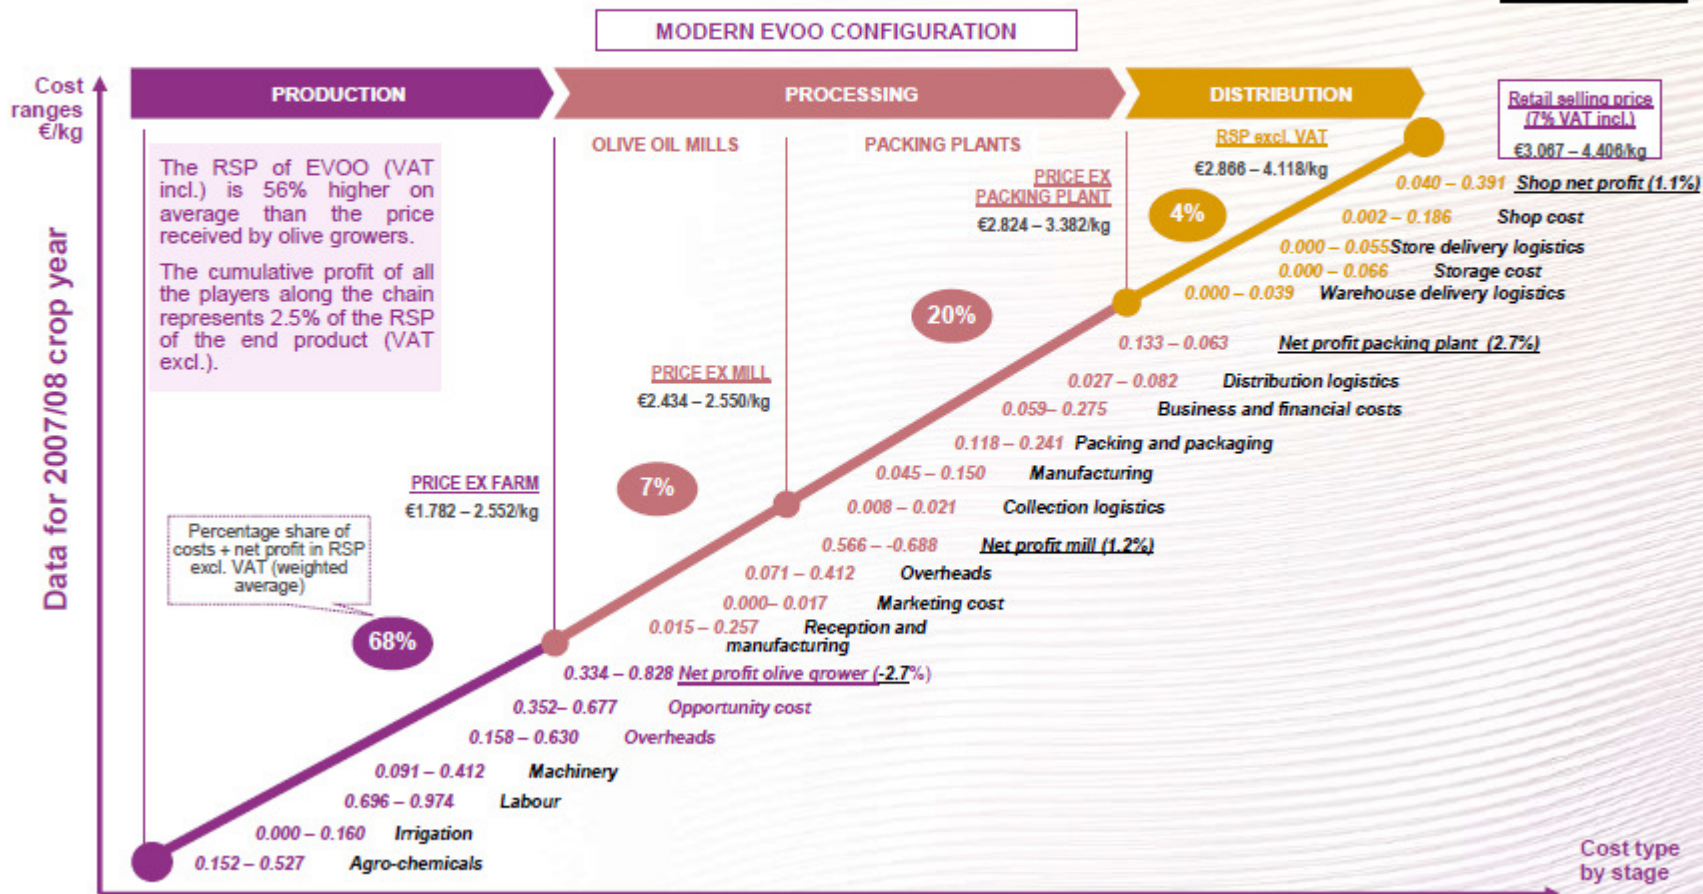 MODERN EVOO CONFIGURATION
Cost
ranges
€/kg
PRODUCTION
PROCESSING
DISTRIBUTION
Retail selling price
(7% VAT incl.)
€3.067 – 4.406/kg
OLIVE OIL MILLS
PACKING PLANTS
RSP excl. VAT
€2.866 – 4.118/kg
The RSP of EVOO (VAT
incl.) is 56% higher on
average than the price
received by olive growers.
The cumulative profit of all
the players along the chain
represents 2.5% of the RSP
of the end product (VAT
excl.).
PRICE EX
PACKING PLANT
€2.824 – 3.382/kg
4%
0.040 – 0.391 Shop net profit (1.1%)
0.002 – 0.186 Shop cost
0.000 – 0.055 Store delivery logistics
0.000 – 0.066 Storage cost
0.000 – 0.039 Warehouse delivery logistics
20%
0.133 – 0.063 Net profit packing plant (2.7%)
PRICE EX MILL
€2.434 – 2.550/kg
0.027 – 0.082 Distribution logistics
0.059– 0.275 Business and financial costs
0.118 – 0.241 Packing and packaging
0.045 – 0.150 Manufacturing
0.008 – 0.021 Collection logistics
PRICE EX FARM
€1.782 – 2.552/kg
7%
0.566 – -0.688 Net profit mill (1.2%)
0.071 – 0.412 Overheads
0.000– 0.017 Marketing cost
0.015 – 0.257 Reception and
manufacturing
Percentage share of
costs + net profit in RSP
excl. VAT (weighted
average)
68%
0.334 – 0.828 Net profit olive grower (-2.7%)
0.352– 0.677 Opportunity cost
0.158 – 0.630 Overheads
0.091 – 0.412 Machinery
0.696 – 0.974 Labour
0.000 – 0.160 Irrigation
0.152 – 0.527 Agro-chemicals
Data for 2007/08 crop year
Cost type
by stage